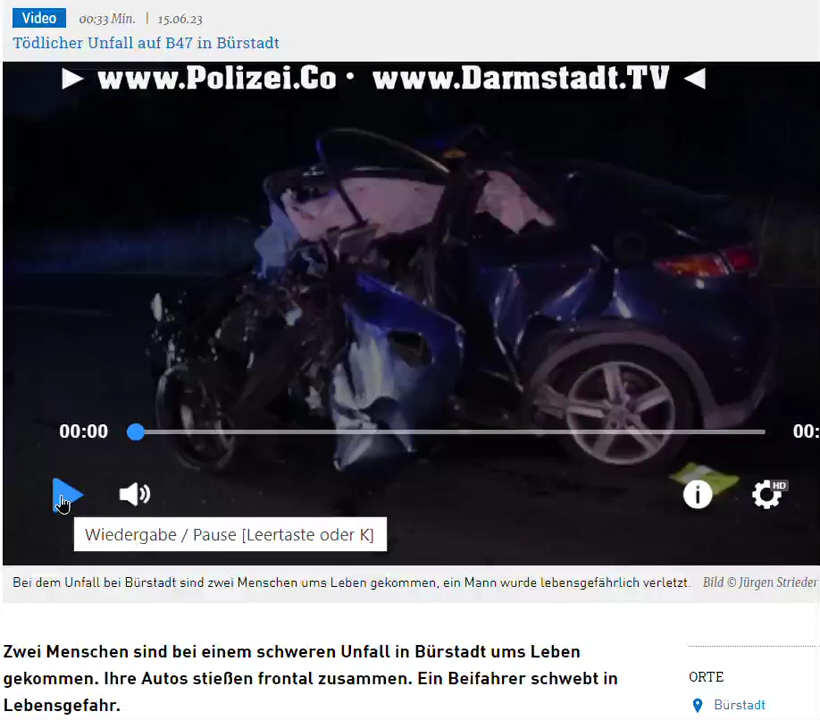 Video 00:33 Min. | 15.06.23
Tödlicher Unfall auf B47 in Bürstadt
► www.Polizei.Co • www.Darmstadt.TV ◄
00:00 00:
i HD
Wiedergabe / Pause [Leertaste oder K]
Bei dem Unfall bei Bürstadt sind zwei Menschen ums Leben gekommen, ein Mann wurde lebensgefährlich verletzt. Bild © Jürgen Strieder
Zwei Menschen sind bei einem schweren Unfall in Bürstadt ums Leben
gekommen. Ihre Autos stießen frontal zusammen. Ein Beifahrer schwebt in
Lebensgefahr.
ORTE
Bürstadt